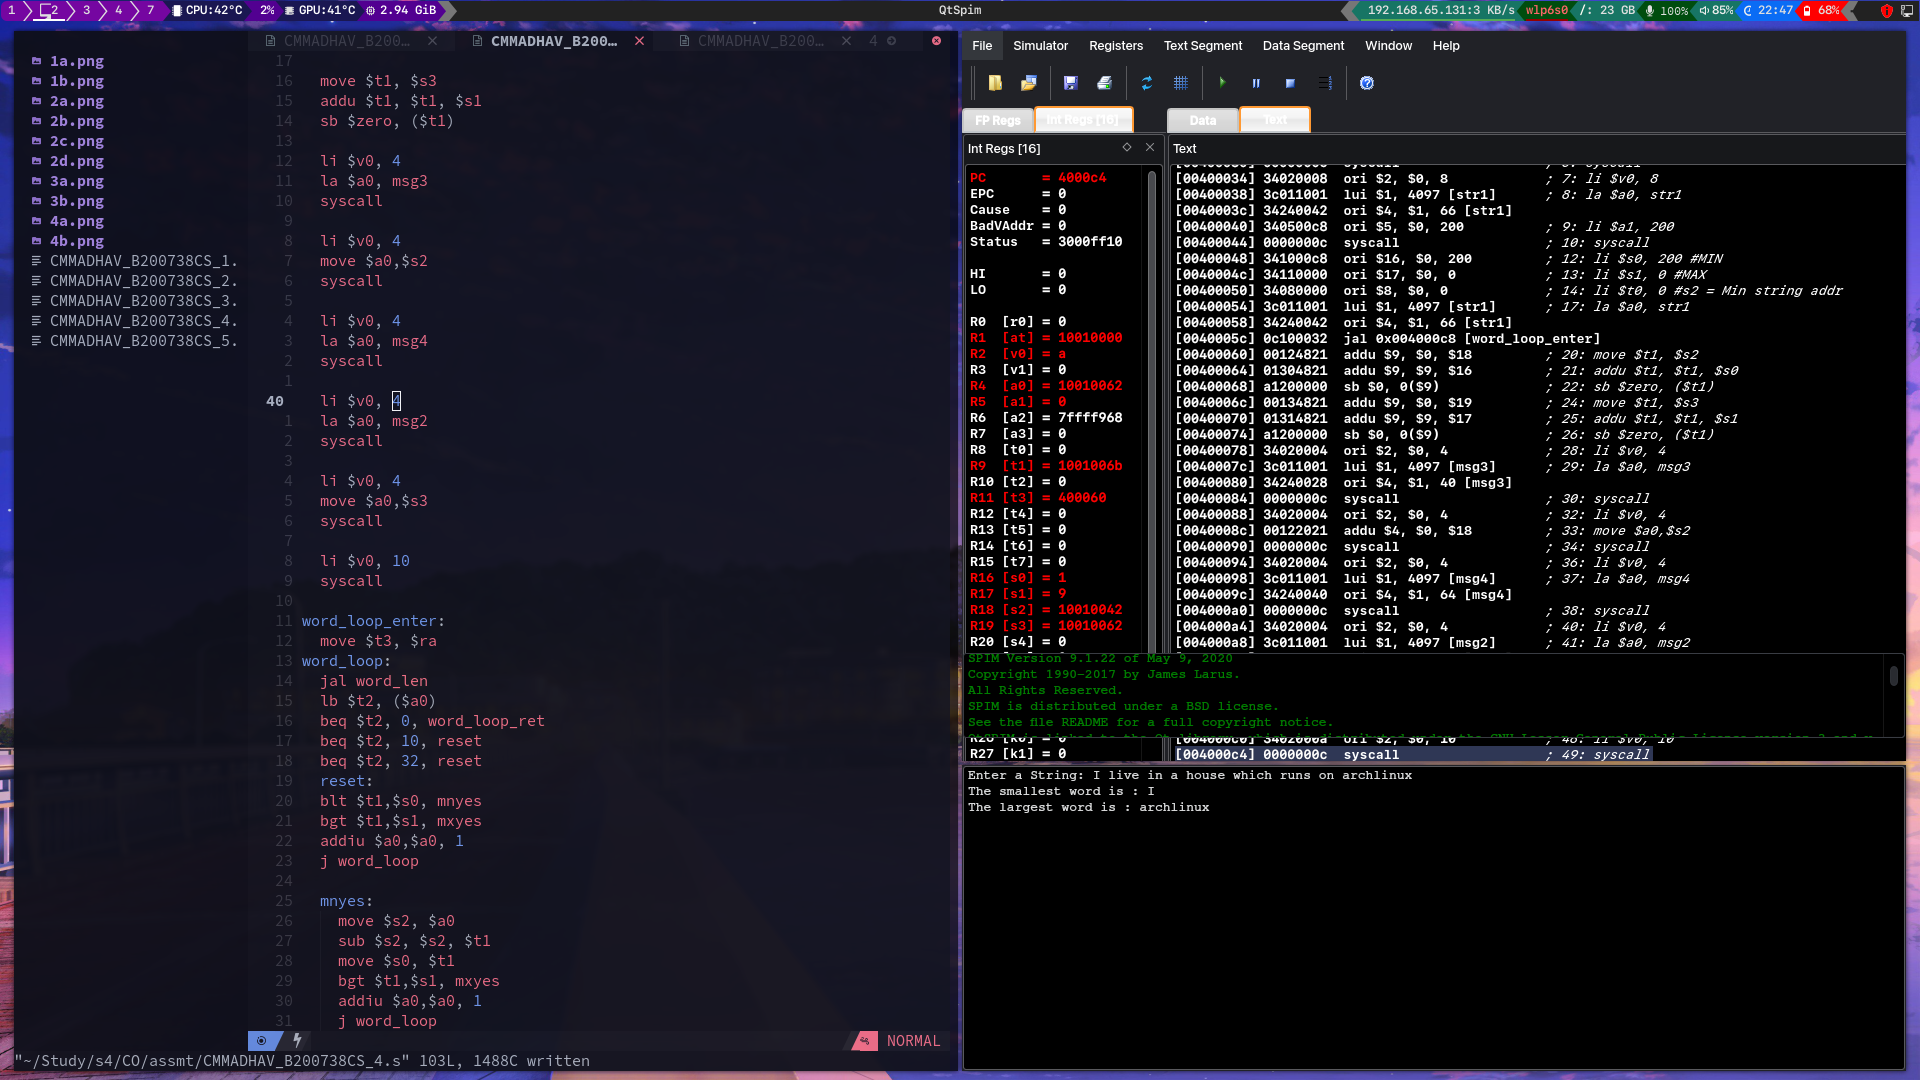 1 2 3 4 7 CPU:42°C 2% GPU:41°C 2.94 GiB QtSpim 192.168.65.131:3 KB/s wlp6s0 /: 23 GB 100% 85% 22:47 68%
CMMADHAV_B200… CMMADHAV_B200… CMMADHAV_B200… 4
1a.png
1b.png
2a.png
2b.png
2c.png
2d.png
3a.png
3b.png
4a.png
4b.png
CMMADHAV_B200738CS_1.
CMMADHAV_B200738CS_2.
CMMADHAV_B200738CS_3.
CMMADHAV_B200738CS_4.
CMMADHAV_B200738CS_5.
17
16 move $t1, $s3
15 addu $t1, $t1, $s1
14 sb $zero, ($t1)
13
12 li $v0, 4
11 la $a0, msg3
10 syscall
9
8 li $v0, 4
7 move $a0,$s2
6 syscall
5
4 li $v0, 4
3 la $a0, msg4
2 syscall
1
40 li $v0, 4
1 la $a0, msg2
2 syscall
3
4 li $v0, 4
5 move $a0,$s3
6 syscall
7
8 li $v0, 10
9 syscall
10
11 word_loop_enter:
12 move $t3, $ra
13 word_loop:
14 jal word_len
15 lb $t2, ($a0)
16 beq $t2, 0, word_loop_ret
17 beq $t2, 10, reset
18 beq $t2, 32, reset
19 reset:
20 blt $t1,$s0, mnyes
21 bgt $t1,$s1, mxyes
22 addiu $a0,$a0, 1
23 j word_loop
24
25 mnyes:
26 move $s2, $a0
27 sub $s2, $s2, $t1
28 move $s0, $t1
29 bgt $t1,$s1, mxyes
30 addiu $a0,$a0, 1
31 j word_loop
NORMAL
"~/Study/s4/CO/assmt/CMMADHAV_B200738CS_4.s" 103L, 1488C written
File Simulator Registers Text Segment Data Segment Window Help
FP Regs Int Regs [16] Data Text
Int Regs [16]
PC = 4000c4
EPC = 0
Cause = 0
BadVAddr = 0
Status = 3000ff10
HI = 0
LO = 0
R0 [r0] = 0
R1 [at] = 10010000
R2 [v0] = a
R3 [v1] = 0
R4 [a0] = 10010062
R5 [a1] = 0
R6 [a2] = 7ffff968
R7 [a3] = 0
R8 [t0] = 0
R9 [t1] = 1001006b
R10 [t2] = 0
R11 [t3] = 400060
R12 [t4] = 0
R13 [t5] = 0
R14 [t6] = 0
R15 [t7] = 0
R16 [s0] = 1
R17 [s1] = 9
R18 [s2] = 10010042
R19 [s3] = 10010062
R20 [s4] = 0
R27 [k1] = 0
Text
[00400034] 34020008 ori $2, $0, 8 ; 7: li $v0, 8
[00400038] 3c011001 lui $1, 4097 [str1] ; 8: la $a0, str1
[0040003c] 34240042 ori $4, $1, 66 [str1]
[00400040] 340500c8 ori $5, $0, 200 ; 9: li $a1, 200
[00400044] 0000000c syscall ; 10: syscall
[00400048] 341000c8 ori $16, $0, 200 ; 12: li $s0, 200 #MIN
[0040004c] 34110000 ori $17, $0, 0 ; 13: li $s1, 0 #MAX
[00400050] 34080000 ori $8, $0, 0 ; 14: li $t0, 0 #s2 = Min string addr
[00400054] 3c011001 lui $1, 4097 [str1] ; 17: la $a0, str1
[00400058] 34240042 ori $4, $1, 66 [str1]
[0040005c] 0c100032 jal 0x004000c8 [word_loop_enter]
[00400060] 00124821 addu $9, $0, $18 ; 20: move $t1, $s2
[00400064] 01304821 addu $9, $9, $16 ; 21: addu $t1, $t1, $s0
[00400068] a1200000 sb $0, 0($9) ; 22: sb $zero, ($t1)
[0040006c] 00134821 addu $9, $0, $19 ; 24: move $t1, $s3
[00400070] 01314821 addu $9, $9, $17 ; 25: addu $t1, $t1, $s1
[00400074] a1200000 sb $0, 0($9) ; 26: sb $zero, ($t1)
[00400078] 34020004 ori $2, $0, 4 ; 28: li $v0, 4
[0040007c] 3c011001 lui $1, 4097 [msg3] ; 29: la $a0, msg3
[00400080] 34240028 ori $4, $1, 40 [msg3]
[00400084] 0000000c syscall ; 30: syscall
[00400088] 34020004 ori $2, $0, 4 ; 32: li $v0, 4
[0040008c] 00122021 addu $4, $0, $18 ; 33: move $a0,$s2
[00400090] 0000000c syscall ; 34: syscall
[00400094] 34020004 ori $2, $0, 4 ; 36: li $v0, 4
[00400098] 3c011001 lui $1, 4097 [msg4] ; 37: la $a0, msg4
[0040009c] 34240040 ori $4, $1, 64 [msg4]
[004000a0] 0000000c syscall ; 38: syscall
[004000a4] 34020004 ori $2, $0, 4 ; 40: li $v0, 4
[004000a8] 3c011001 lui $1, 4097 [msg2] ; 41: la $a0, msg2
SPIM Version 9.1.22 of May 9, 2020
Copyright 1990-2017 by James Larus.
All Rights Reserved.
SPIM is distributed under a BSD license.
See the file README for a full copyright notice.
[004000c4] 0000000c syscall ; 49: syscall
Enter a String: I live in a house which runs on archlinux
The smallest word is : I
The largest word is : archlinux